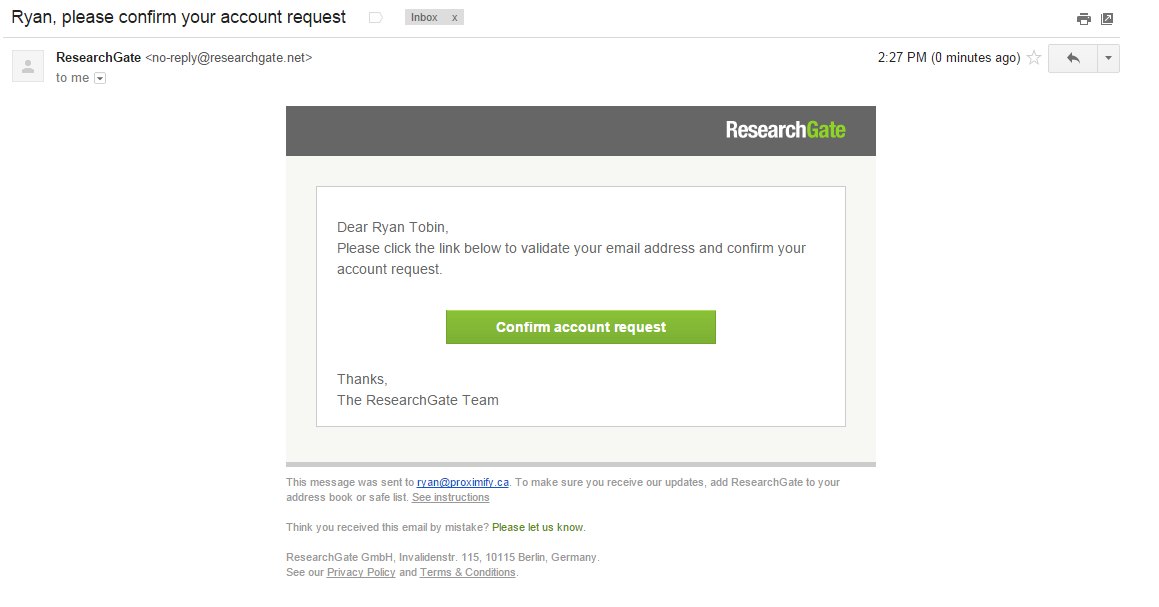 Ryan, please confirm your account request
Inbox x
ResearchGate <no-reply@researchgate.net>
2:27 PM (0 minutes ago)
to me
ResearchGate
Dear Ryan Tobin,
Please click the link below to validate your email address and confirm your
account request.
Confirm account request
Thanks,
The ResearchGate Team
This message was sent to ryan@proximify.ca. To make sure you receive our updates, add ResearchGate to your
address book or safe list. See instructions
Think you received this email by mistake? Please let us know.
ResearchGate GmbH, Invalidenstr. 115, 10115 Berlin, Germany.
See our Privacy Policy and Terms & Conditions.